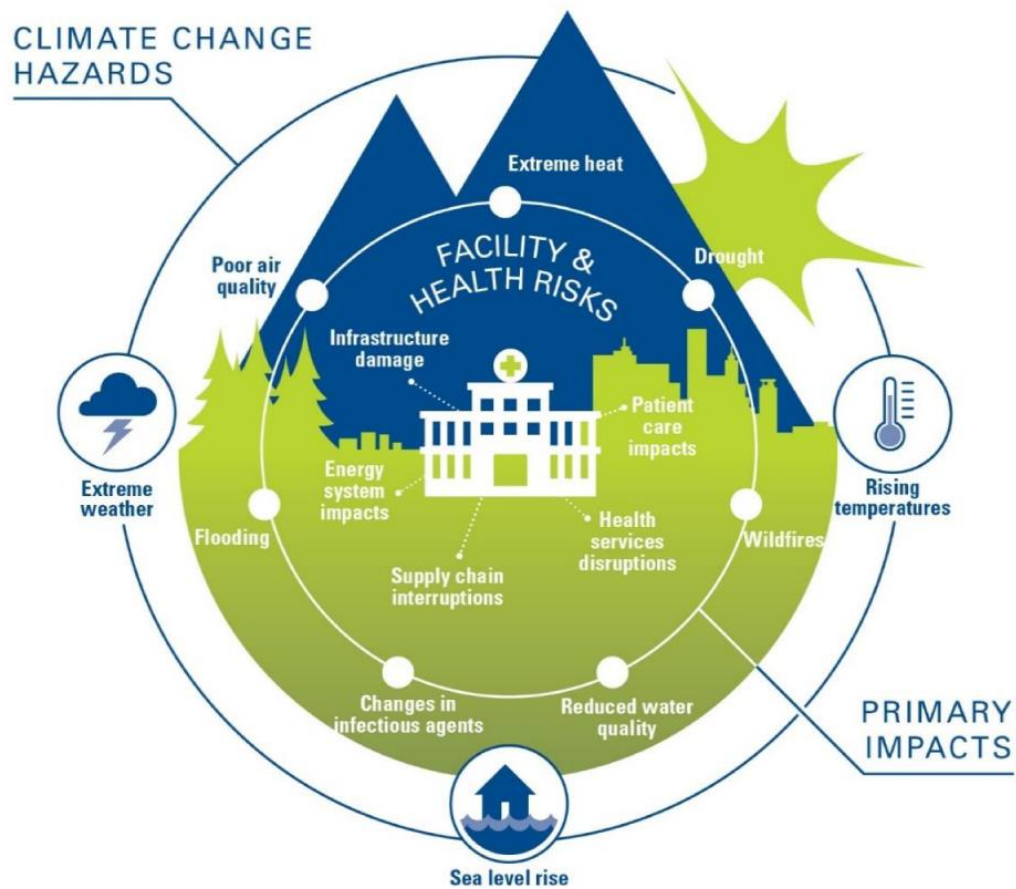 CLIMATE CHANGE
HAZARDS
Extreme heat
FACILITY &
HEALTH RISKS
Drought
Poor air
quality
Infrastructure
damage
Patient
care
impacts
Energy
system
impacts
Extreme
weather
Rising
temperatures
Flooding
Health
services
disruptions
Wildfires
Supply chain
interruptions
Changes in
infectious agents
Reduced water
quality
PRIMARY
IMPACTS
Sea level rise